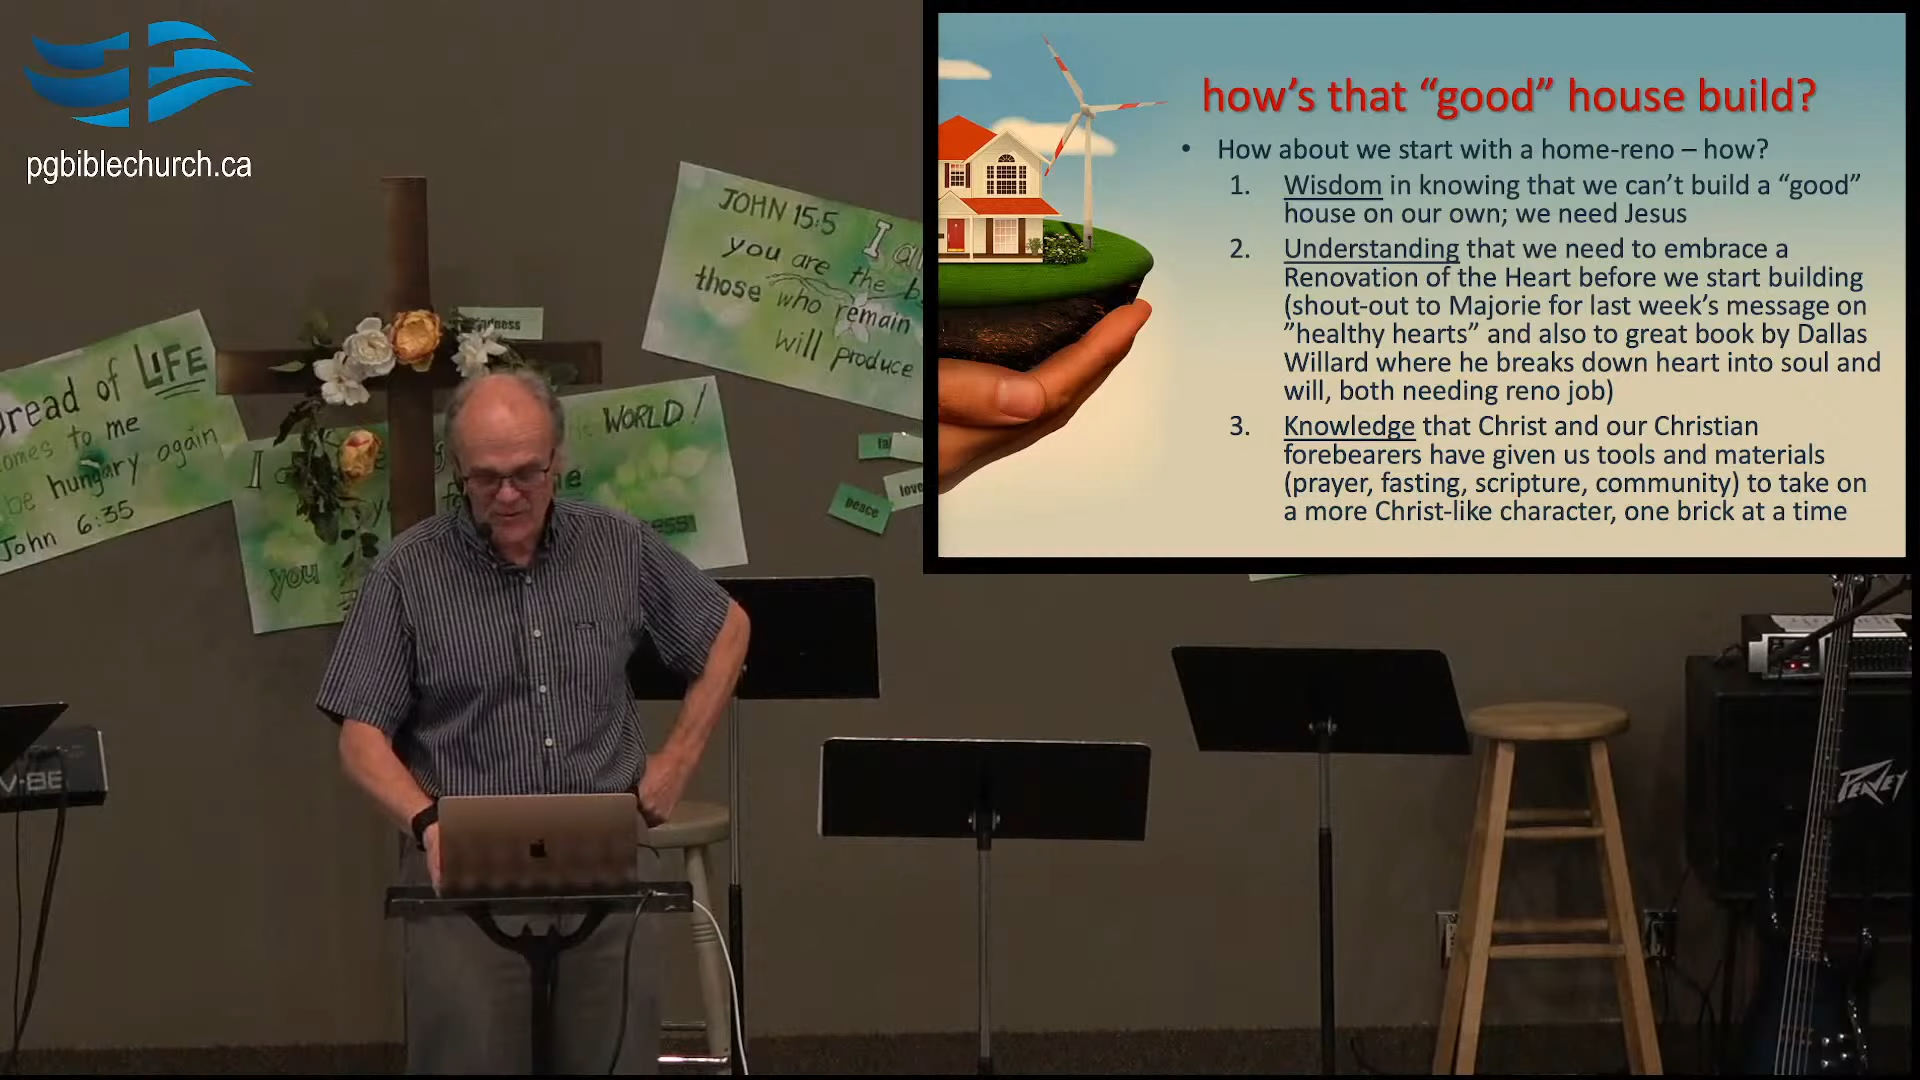 pgbiblechurch.ca
how's that “good” house build?
• How about we start with a home-reno – how?
1. Wisdom in knowing that we can't build a “good”
house on our own; we need Jesus
2. Understanding that we need to embrace a
Renovation of the Heart before we start building
(shout-out to Majorie for last week's message on
”healthy hearts” and also to great book by Dallas
Willard where he breaks down heart into soul and
will, both needing reno job)
3. Knowledge that Christ and our Christian
forebearers have given us tools and materials
(prayer, fasting, scripture, community) to take on
a more Christ-like character, one brick at a time
JOHN 15:5 I
you are the
those who remain
will produce
of LIFE
to me
be hungry again
John 6:35
I
WORLD!
you
peace
love
PEAVEY